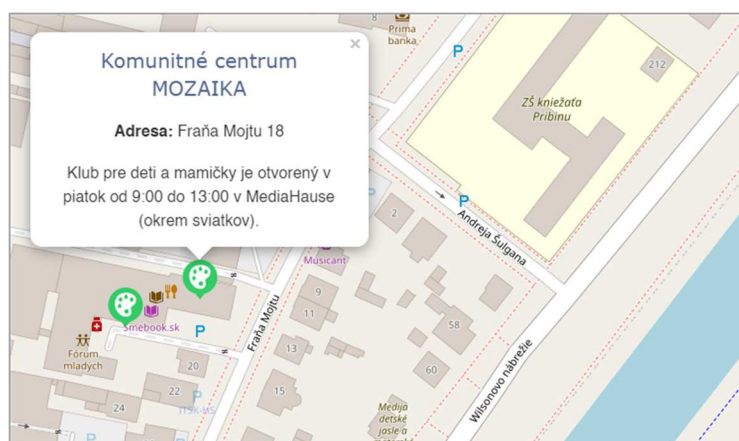 8
Prima
banka
P
×
Komunitné centrum
MOZAIKA
Adresa: Fraňa Mojtu 18
Klub pre deti a mamičky je otvorený v
piatok od 9:00 do 13:00 v MediaHause
(okrem sviatkov).
212
ZŠ kniežaťa
Pribinu
P
Andreja Šulgana
2
Musicant
9
11
Fraňa Mojtu
Smebook.sk
P
Fórum
mladých
13
58
20
22
15
60
24
P
P
Wilsonovo nábrežie
Medija
detské
jasle a